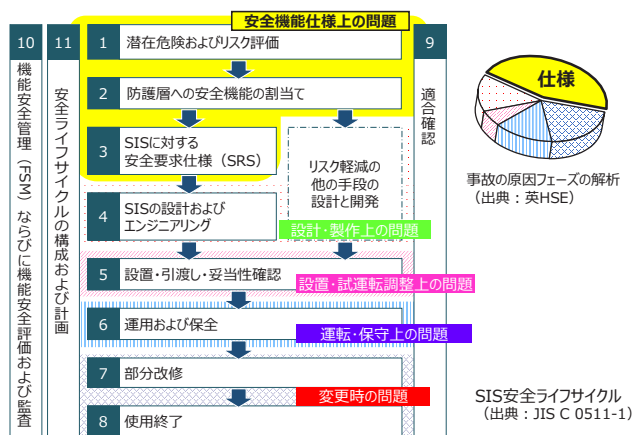 安全機能仕様上の問題
10
機能安全管理（FSM）ならびに機能安全評価および監査
11
安全ライフサイクルの構成および計画
1
潜在危険およびリスク評価
2
防護層への安全機能の割当て
3
SISに対する
安全要求仕様（SRS）
リスク軽減の
他の手段の
設計と開発
4
SISの設計および
エンジニアリング
設計・製作上の問題
5
設置・引渡し・妥当性確認
設置・試運転調整上の問題
6
運用および保全
運転・保守上の問題
7
部分改修
変更時の問題
8
使用終了
9
適合確認
仕様
事故の原因フェーズの解析
（出典：英HSE）
SIS安全ライフサイクル
（出典：JIS C 0511-1）